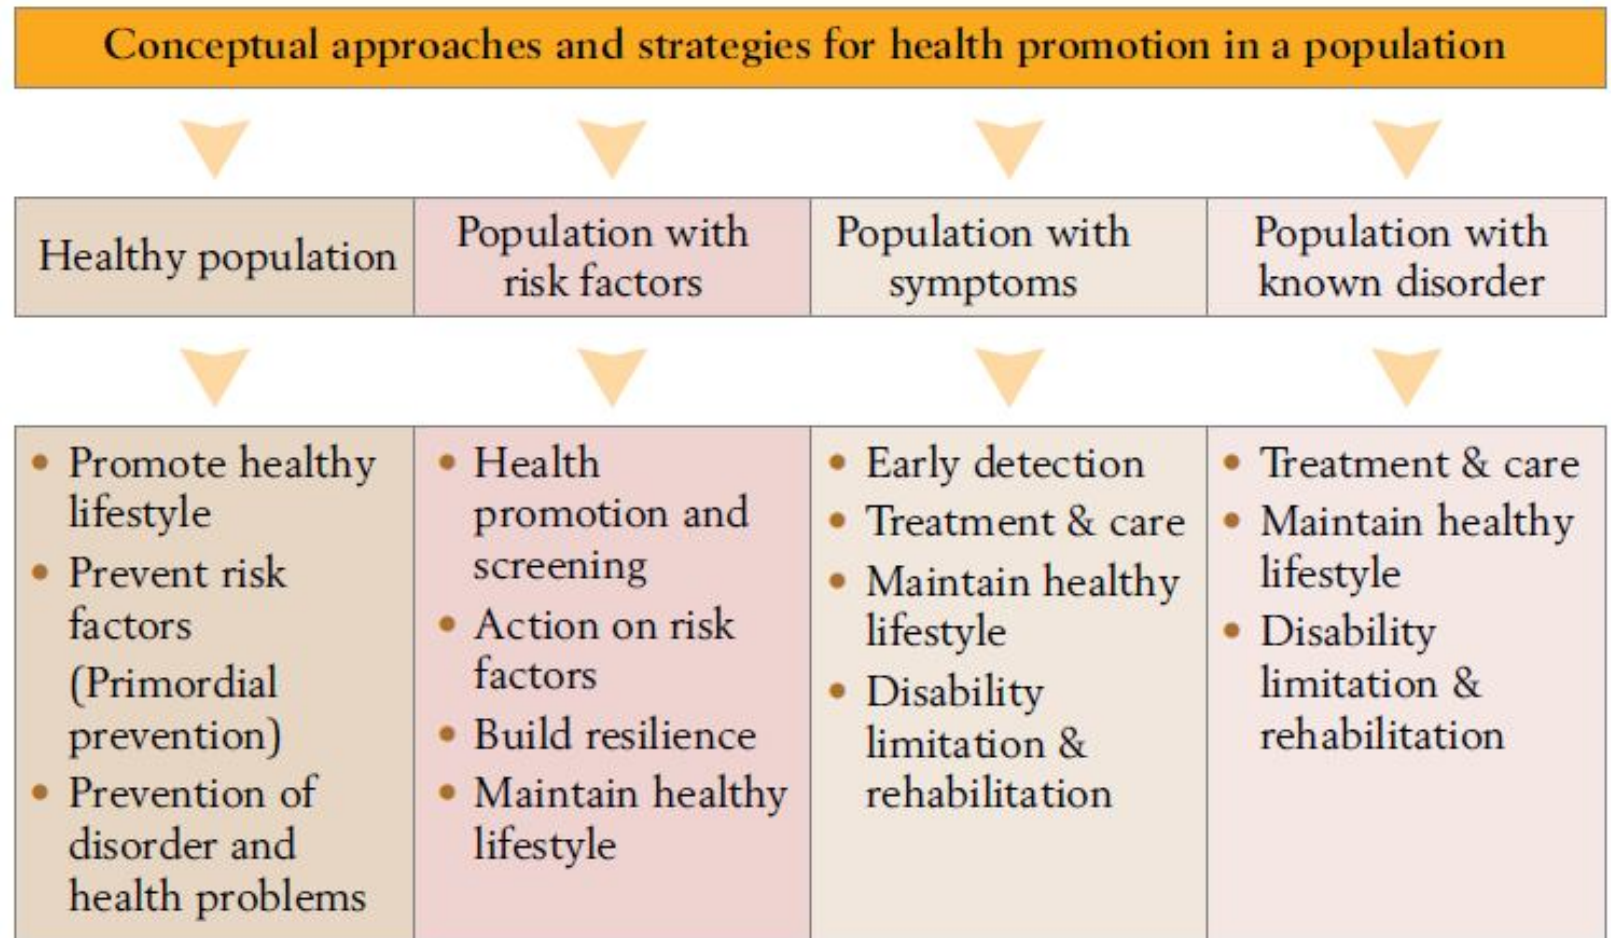 Conceptual approaches and strategies for health promotion in a population
Healthy population
Population with
risk factors
Population with
symptoms
Population with
known disorder
• Promote healthy
lifestyle
• Prevent risk
factors
(Primordial
prevention)
• Prevention of
disorder and
health problems
• Health
promotion and
screening
• Action on risk
factors
• Build resilience
• Maintain healthy
lifestyle
• Early detection
• Treatment & care
• Maintain healthy
lifestyle
• Disability
limitation &
rehabilitation
• Treatment & care
• Maintain healthy
lifestyle
• Disability
limitation &
rehabilitation